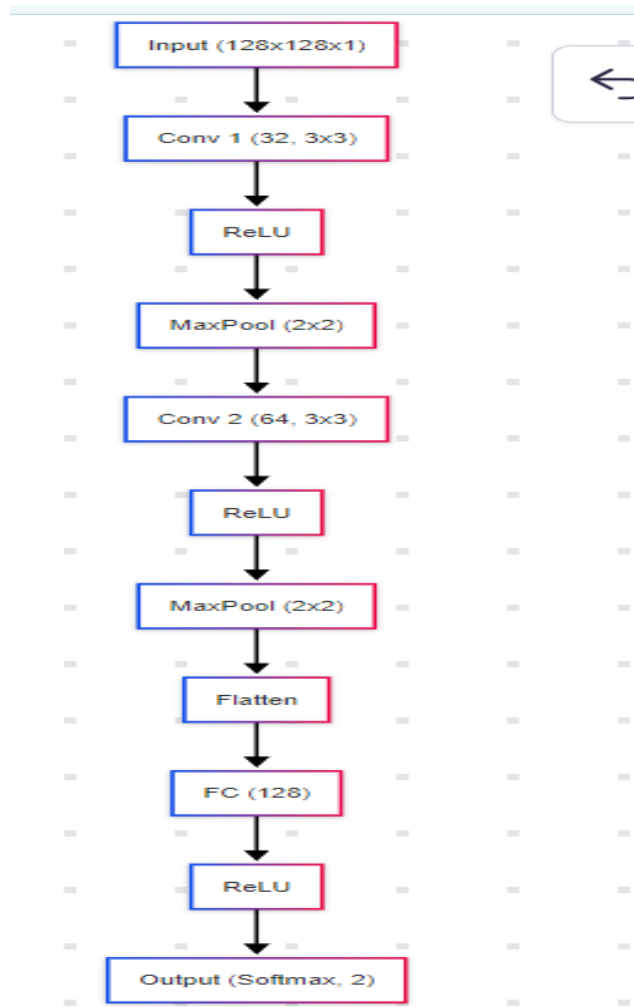 Input (128x128x1)
Conv 1 (32, 3x3)
ReLU
MaxPool (2x2)
Conv 2 (64, 3x3)
ReLU
MaxPool (2x2)
Flatten
FC (128)
ReLU
Output (Softmax, 2)